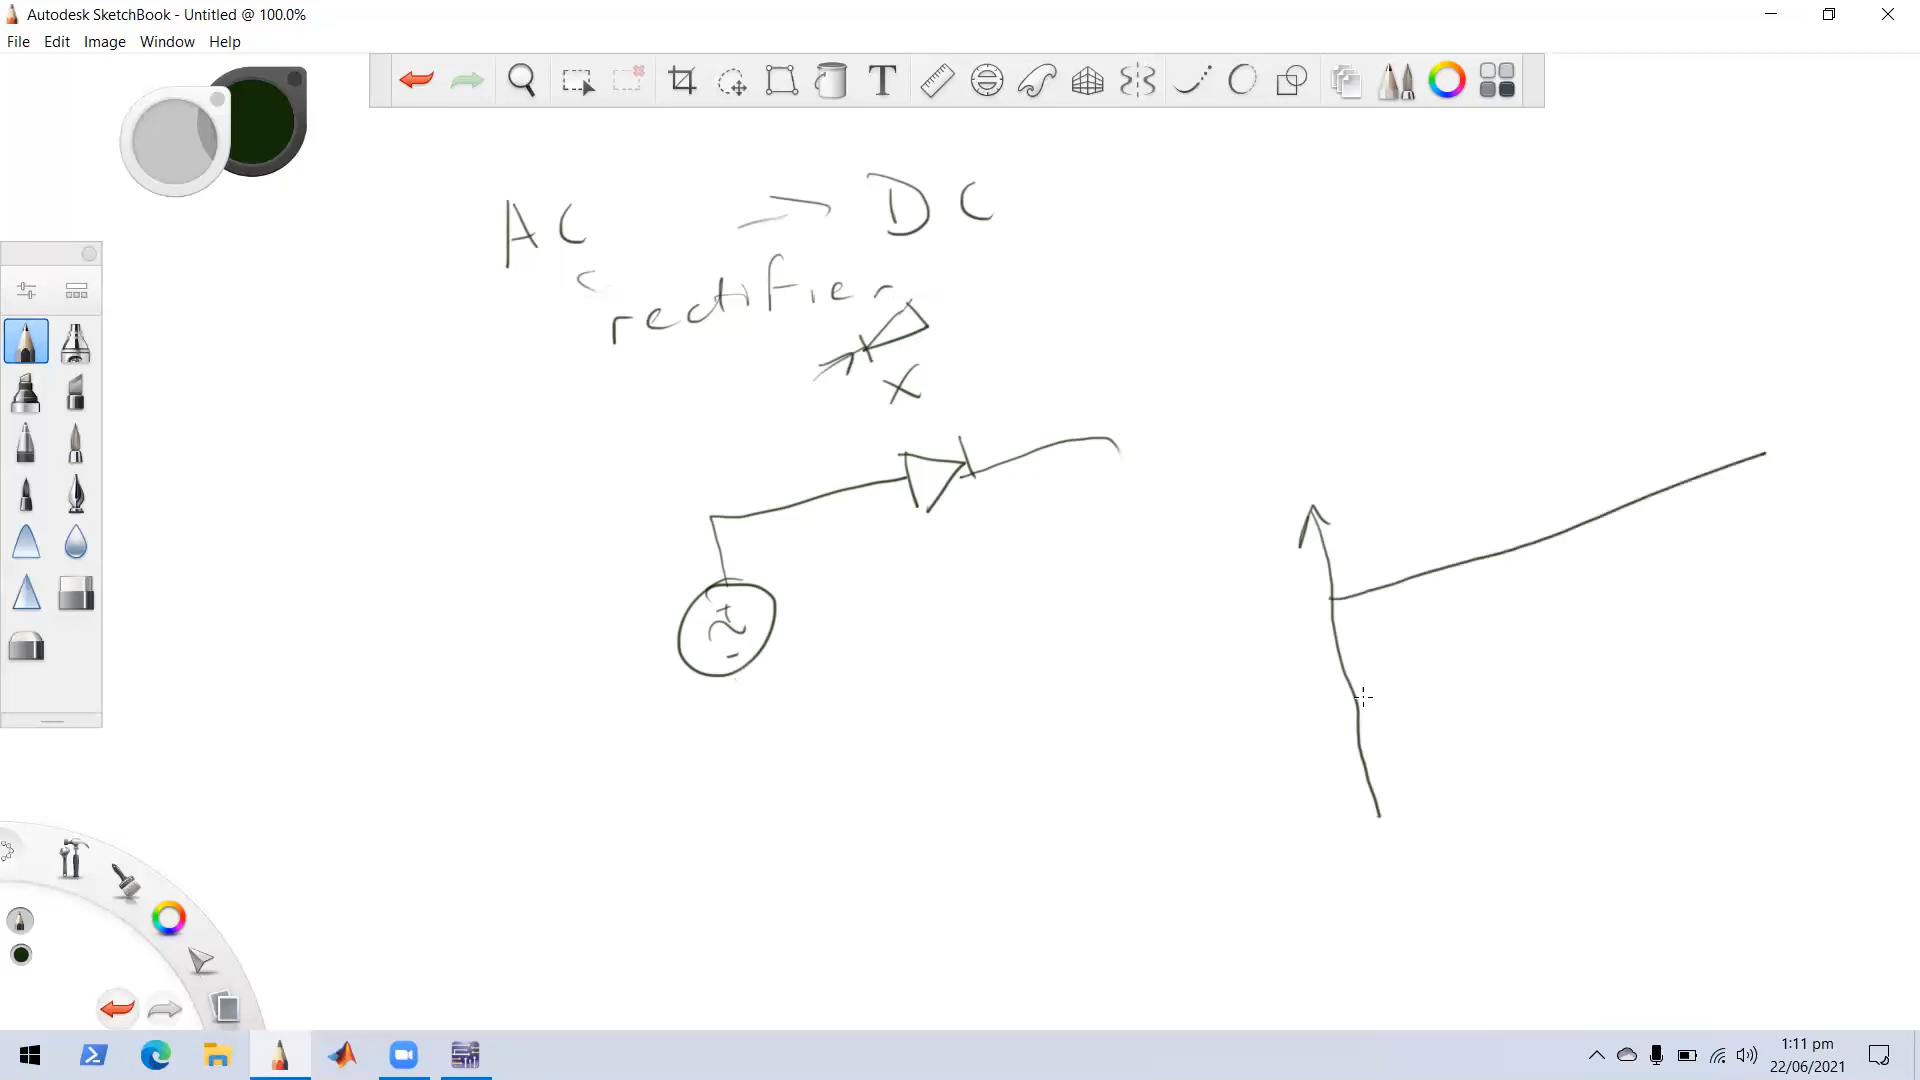 Autodesk SketchBook - Untitled @ 100.0%
File Edit Image Window Help
T
AC → DC
rectifier
X
+
~
-
1:11 pm
22/06/2021